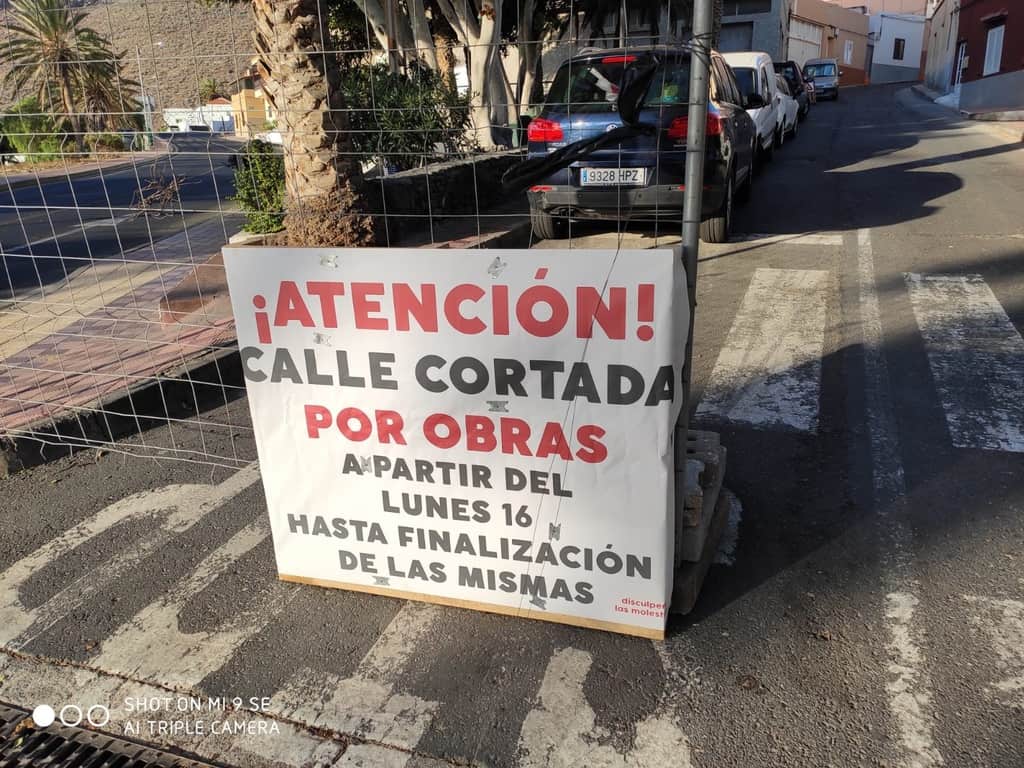 9328 HPZ
¡ATENCIÓN!
CALLE CORTADA
POR OBRAS
A PARTIR DEL
LUNES 16
HASTA FINALIZACIÓN
DE LAS MISMAS
disculpen
las molest
SHOT ON MI 9 SE
AI TRIPLE CAMERA